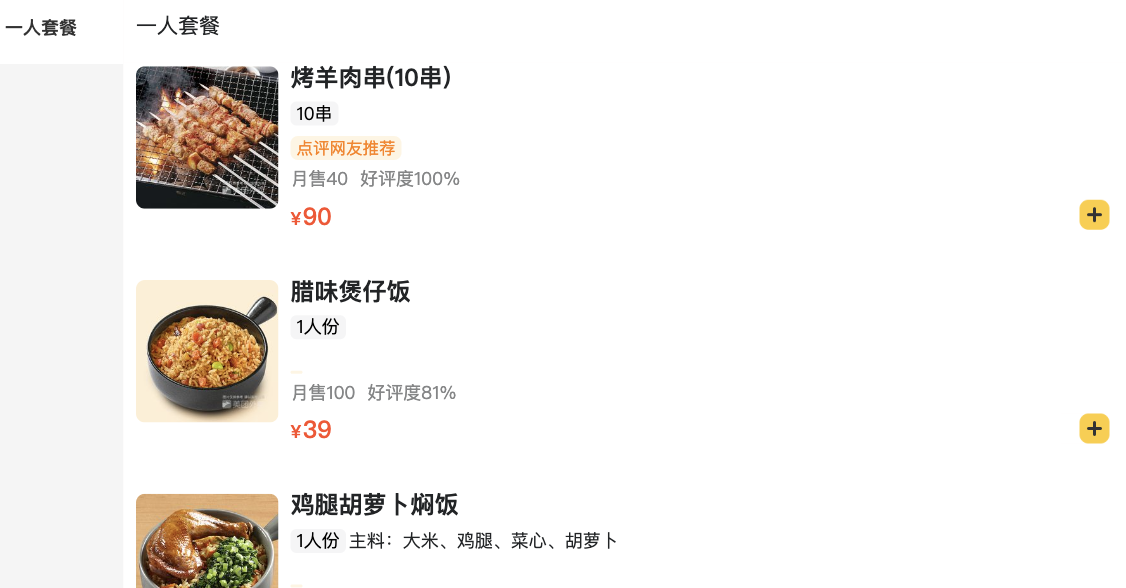 一人套餐
一人套餐
烤羊肉串(10串)
10串
点评网友推荐
月售40 好评度100%
¥90
+
腊味煲仔饭
1人份
月售100 好评度81%
¥39
+
鸡腿胡萝卜焖饭
1人份 主料：大米、鸡腿、菜心、胡萝卜